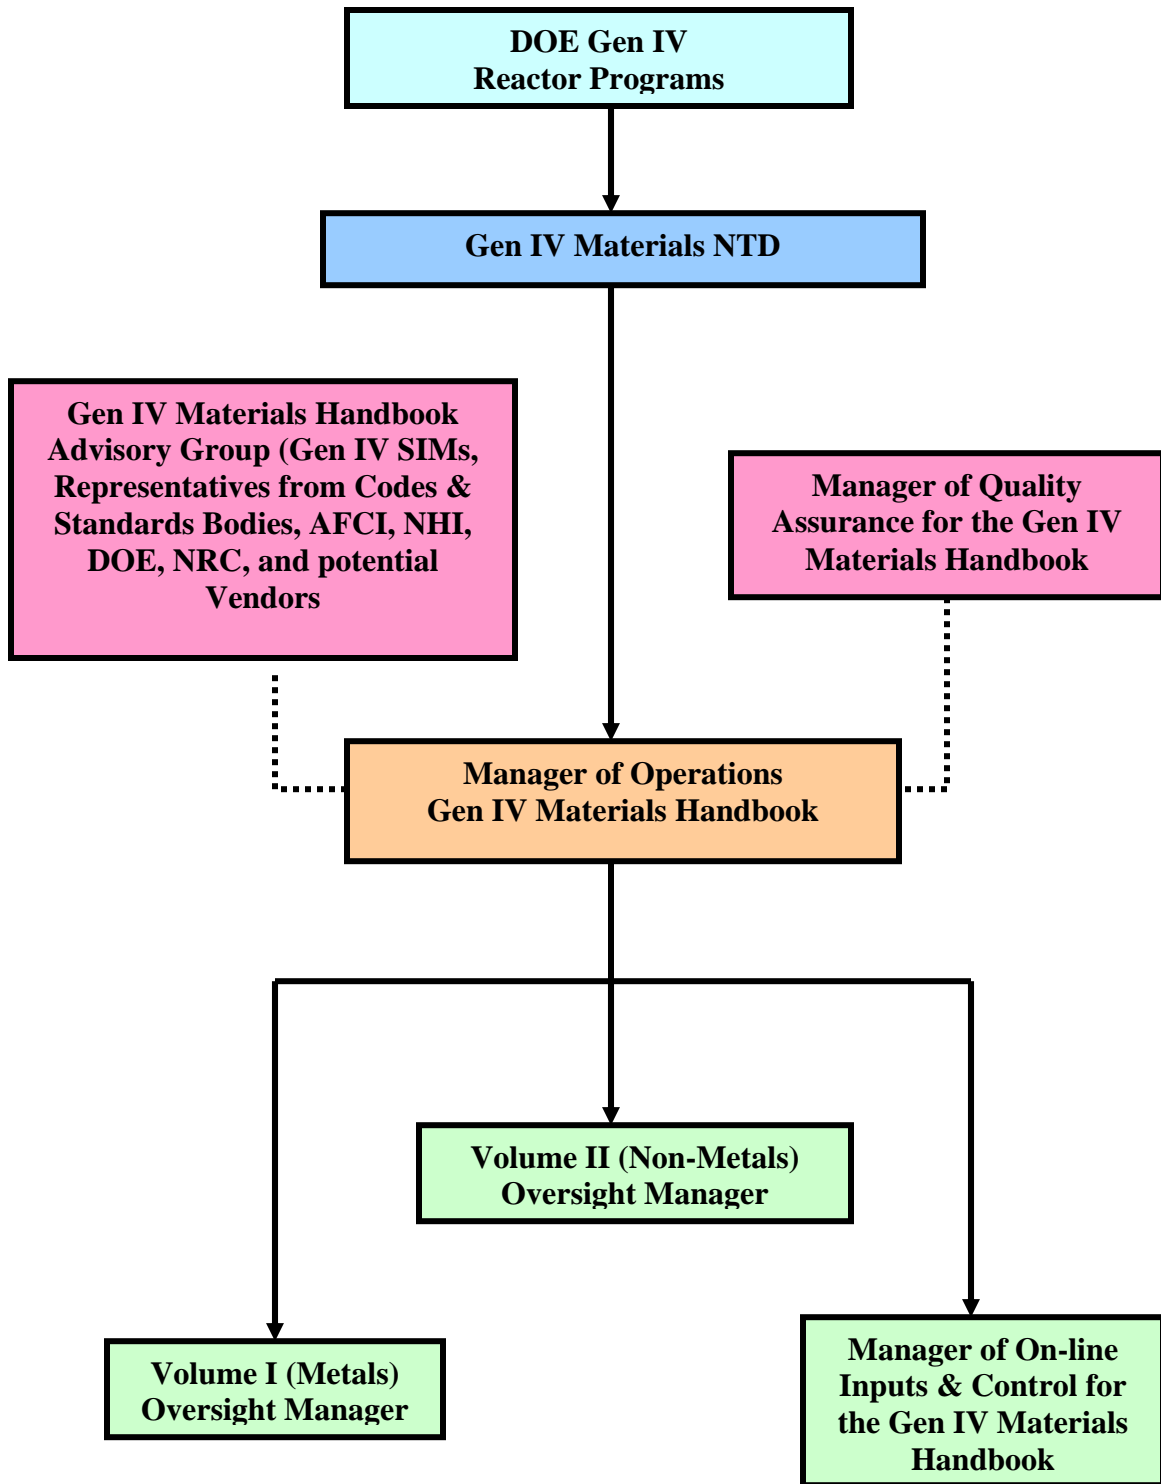 DOE Gen IV
Reactor Programs
Gen IV Materials NTD
Gen IV Materials Handbook
Advisory Group (Gen IV SIMs,
Representatives from Codes &
Standards Bodies, AFCI, NHI,
DOE, NRC, and potential
Vendors
Manager of Quality
Assurance for the Gen IV
Materials Handbook
Manager of Operations
Gen IV Materials Handbook
Volume II (Non-Metals)
Oversight Manager
Volume I (Metals)
Oversight Manager
Manager of On-line
Inputs & Control for
the Gen IV Materials
Handbook